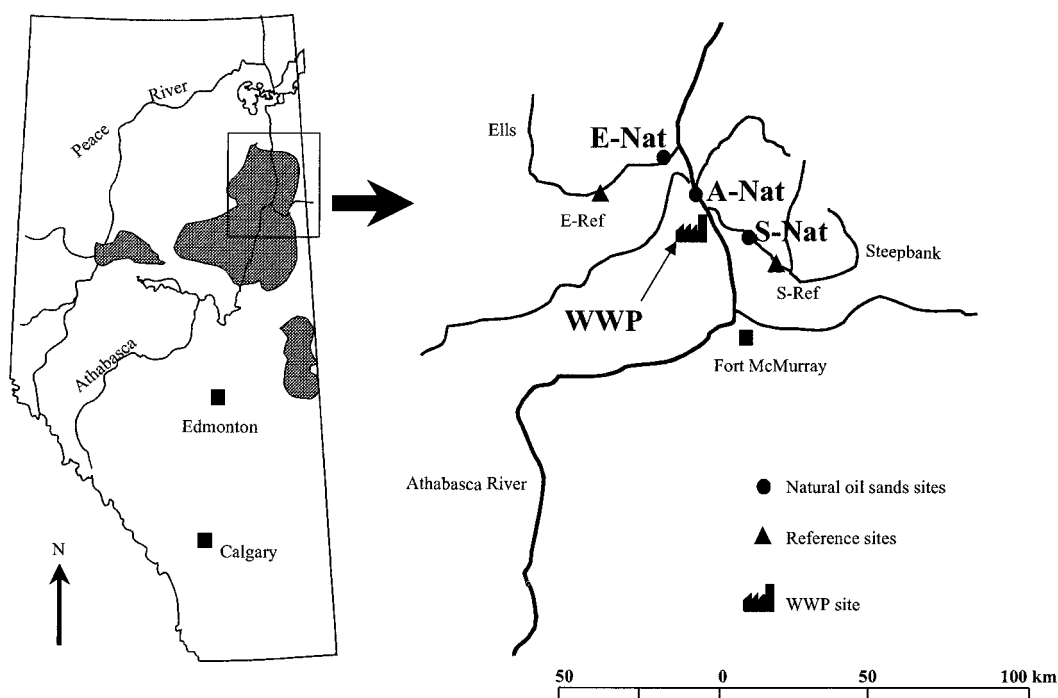 Peace
River
Athabasca
Edmonton
Calgary
N
Ells
E-Nat
E-Ref
A-Nat
S-Nat
Steepbank
S-Ref
WWP
Fort McMurray
Athabasca River
Natural oil sands sites
Reference sites
WWP site
50 0 50 100 km